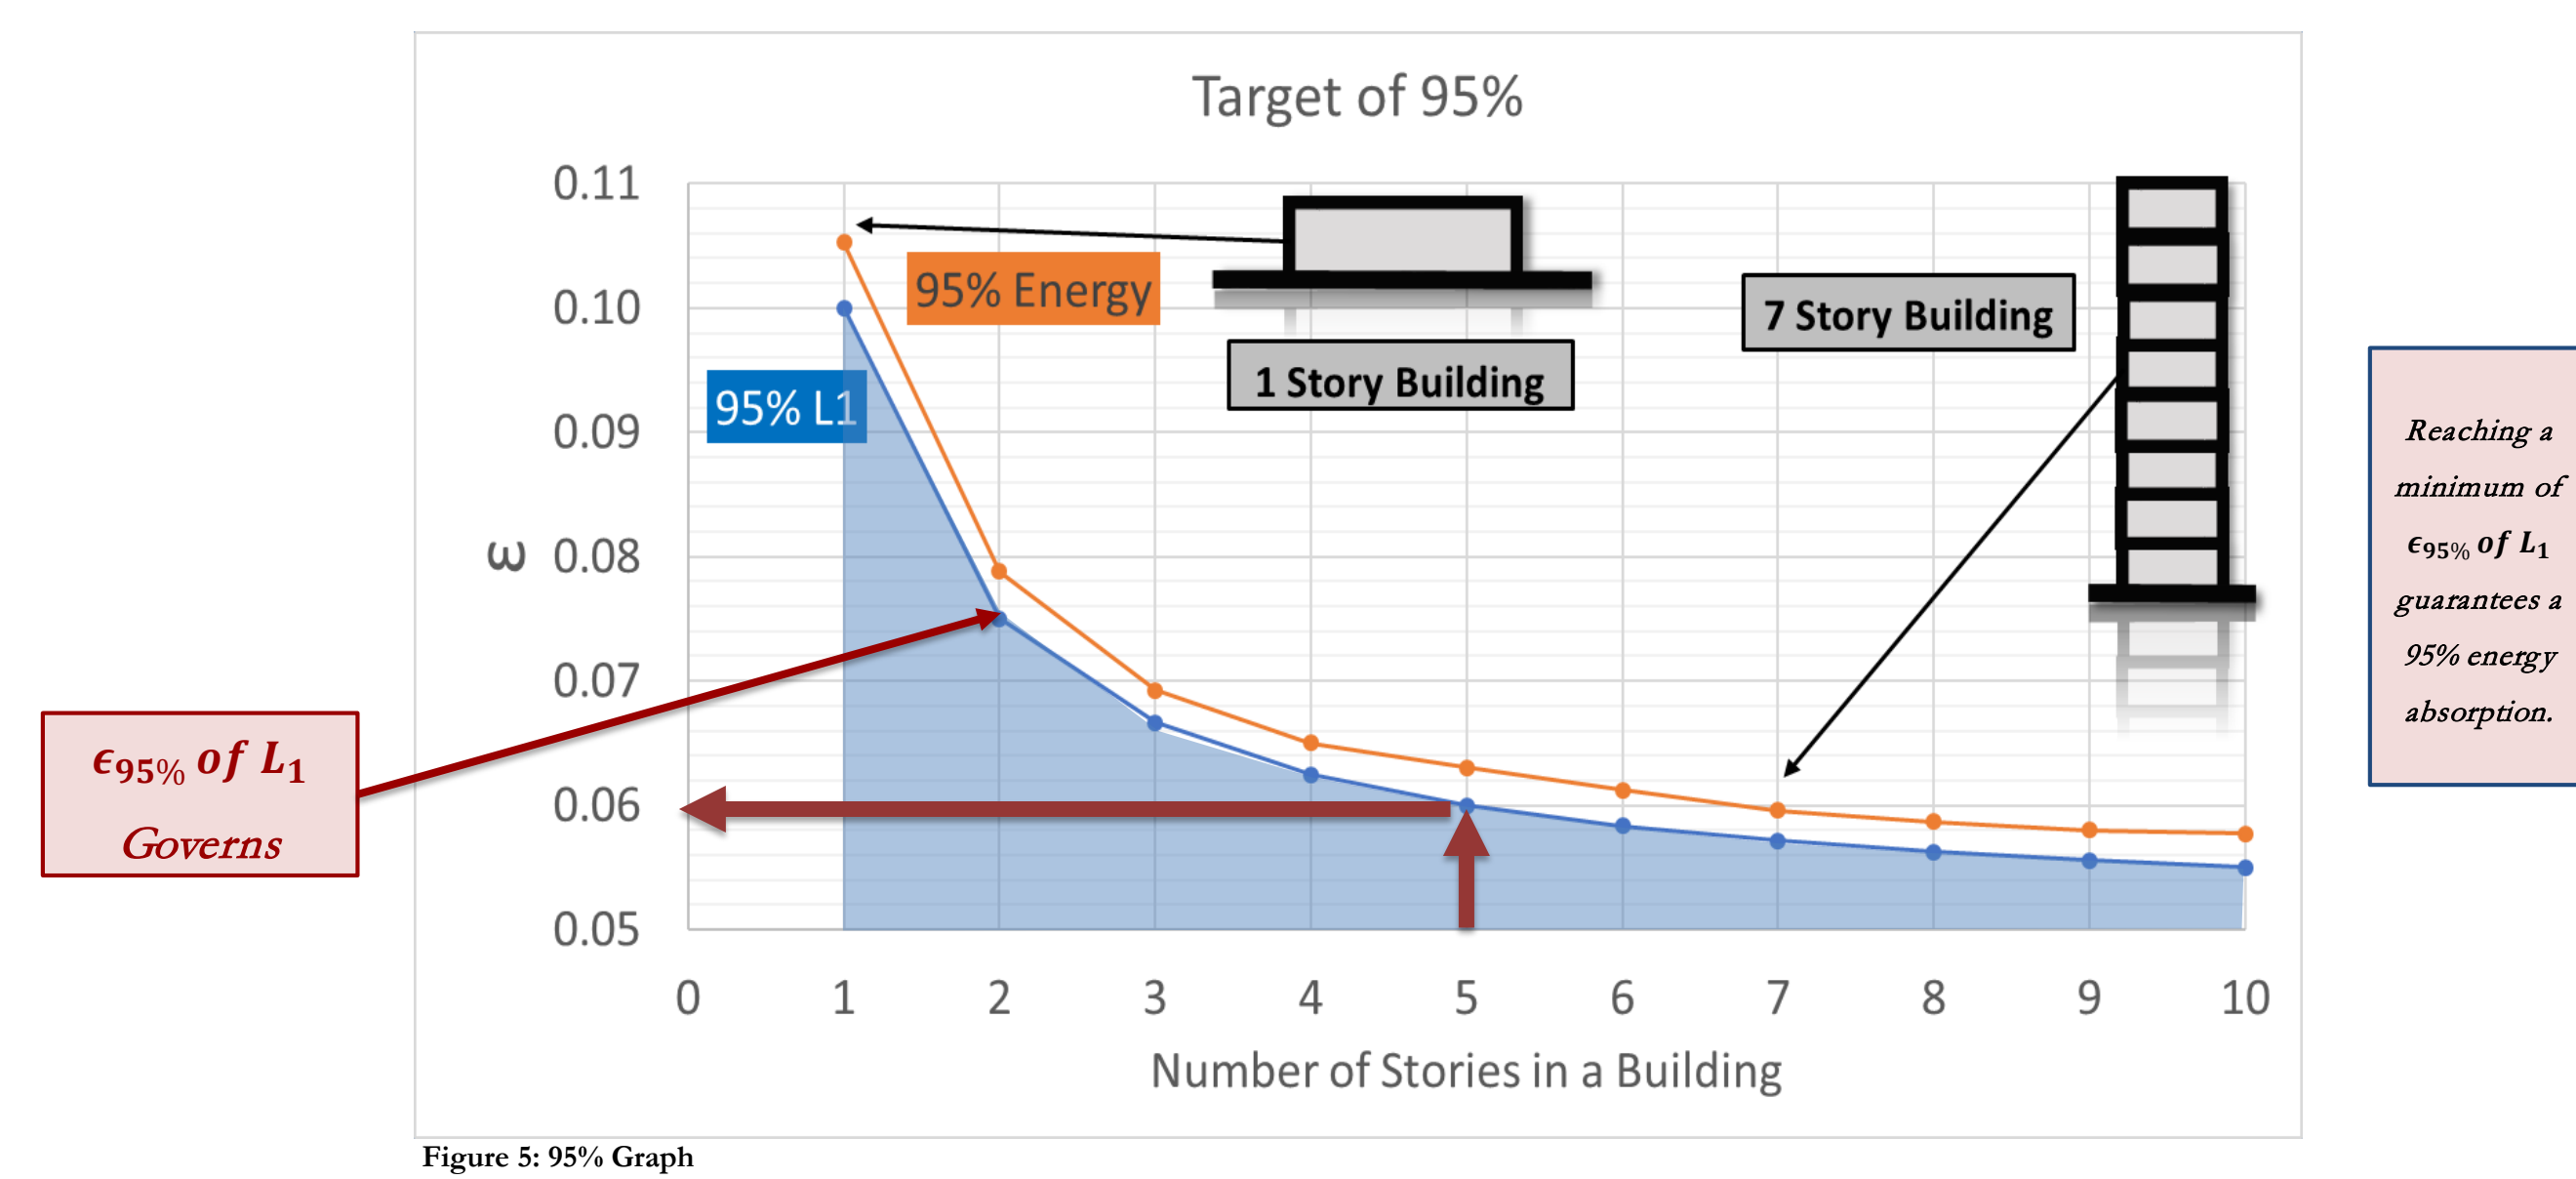 Target of 95%
0.11
0.10
0.09
0.08
0.07
0.06
0.05
ε
95% Energy
95% L1
1 Story Building
7 Story Building
0 1 2 3 4 5 6 7 8 9 10
Number of Stories in a Building
ϵ95% of L1
Governs
Reaching a
minimum of
ϵ95% of L1
guarantees a
95% energy
absorption.
Figure 5: 95% Graph